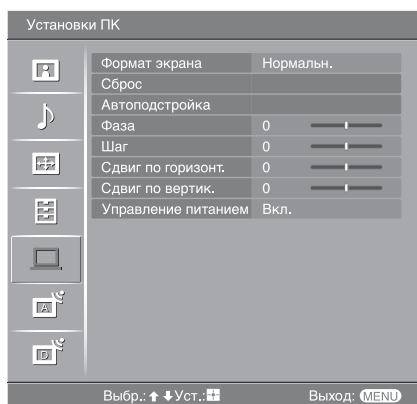 Установки ПК
Формат экрана Нормальн.
Сброс
Автоподстройка
Фаза 0
Шаг 0
Сдвиг по горизонт. 0
Сдвиг по вертик. 0
Управление питанием Вкл.
A
D
Выбр.: ↑ ↓ Уст.: Выход: MENU